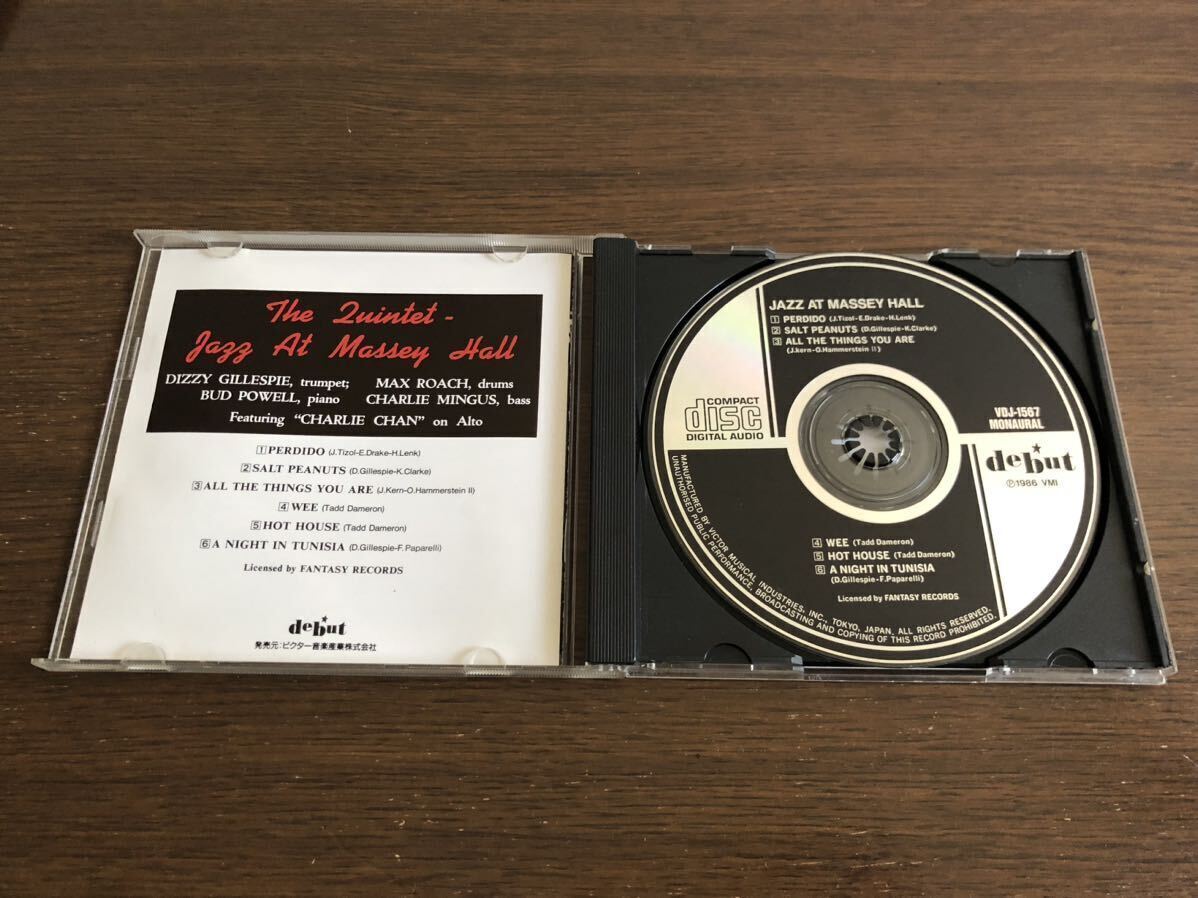 The Quintet -
Jazz At Massey Hall
DIZZY GILLESPIE, trumpet; MAX ROACH, drums
BUD POWELL, piano CHARLIE MINGUS, bass
Featuring "CHARLIE CHAN" on Alto
1 PERDIDO (J.Tizol-E.Drake-H.Lenk)
2 SALT PEANUTS (D.Gillespie-K.Clarke)
3 ALL THE THINGS YOU ARE (J.Kern-O.Hammerstein II)
4 WEE (Tadd Dameron)
5 HOT HOUSE (Tadd Dameron)
6 A NIGHT IN TUNISIA (D.Gillespie-F.Paparelli)
Licensed by FANTASY RECORDS
debut
発売元:ビクター音楽産業株式会社
JAZZ AT MASSEY HALL
1 PERDIDO (J.Tizol-E.Drake-H.Lenk)
2 SALT PEANUTS (D.Gillespie-K.Clarke)
3 ALL THE THINGS YOU ARE
(J.kern-O.Hammerstein II)
COMPACT
disc
DIGITAL AUDIO
VDJ-1567
MONAURAL
debut
Ⓟ1986 VMI
4 WEE (Tadd Dameron)
5 HOT HOUSE (Tadd Dameron)
6 A NIGHT IN TUNISIA
(D.Gillespie-F.Paparelli)
Licensed by FANTASY RECORDS
MANUFACTURED BY VICTOR MUSICAL INDUSTRIES, INC., TOKYO, JAPAN. ALL RIGHTS RESERVED.
UNAUTHORISED PUBLIC PERFORMANCE, BROADCASTING AND COPYING OF THIS RECORD PROHIBITED.